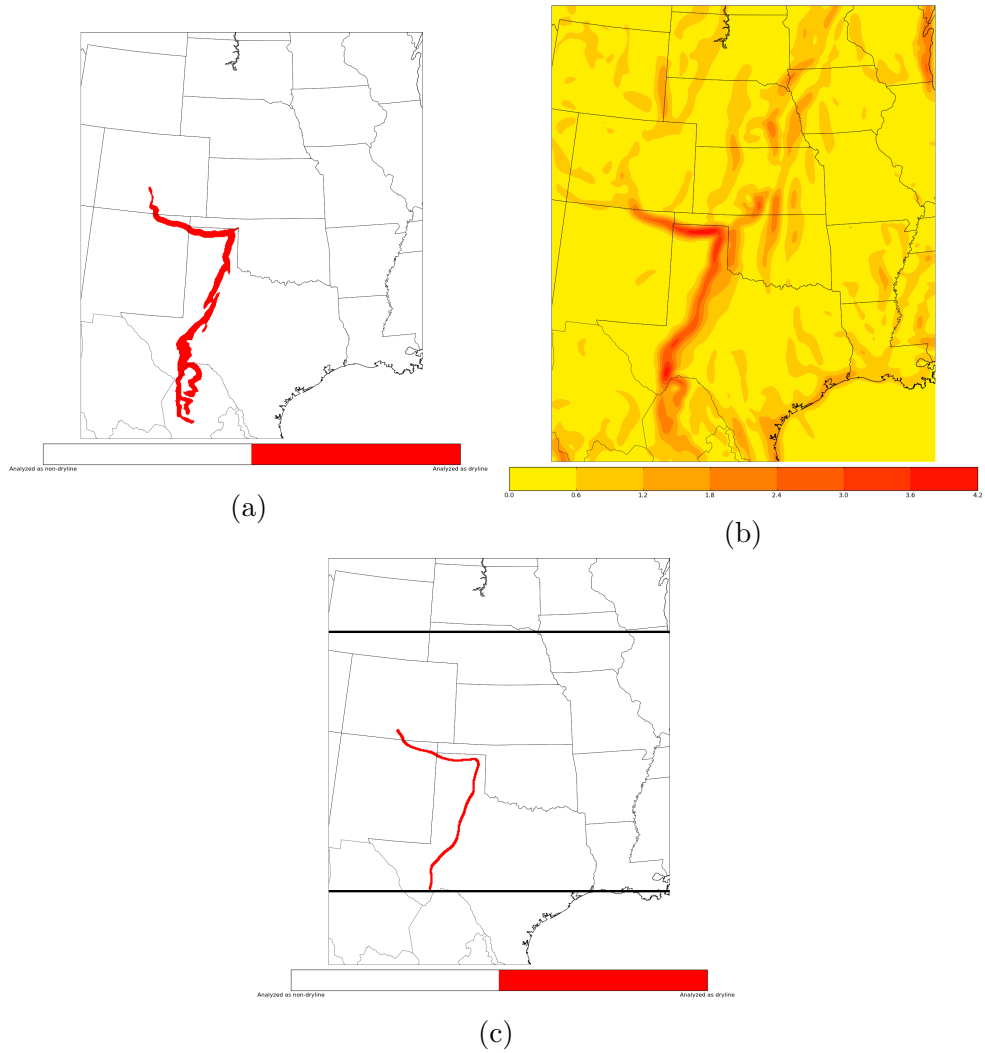 Analyzed as non-dryline Analyzed as dryline
(a)
0.0 0.6 1.2 1.8 2.4 3.0 3.6 4.2
(b)
Analyzed as non-dryline Analyzed as dryline
(c)